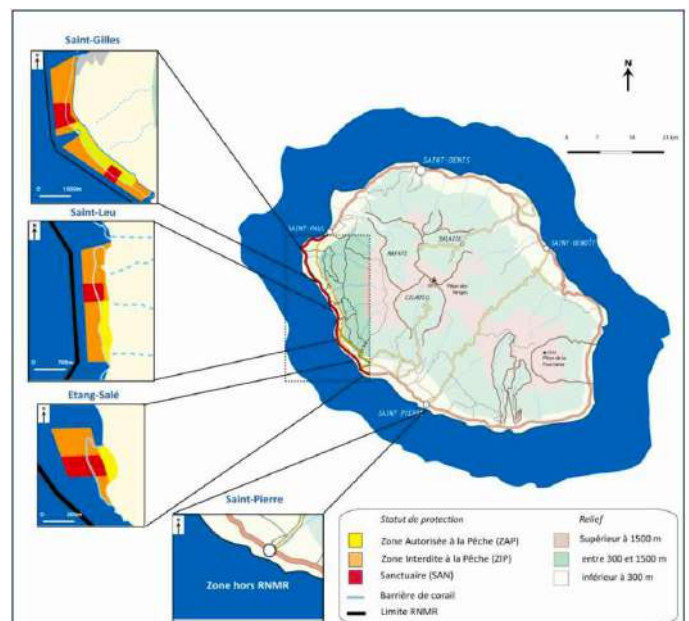 Saint-Gilles
N
1500m
Saint-Leu
700m
Etang-Salé
Saint-Pierre
Zone hors RNMR
N
SAINT-DENIS
SAINT-PAUL
MAFATE
SALAZIE
SAINT-BENOÎT
CILAOS
Piton des Neiges
Piton de la Fournaise
SAINT PIERRE
Statut de protection
Zone Autorisée à la Pêche (ZAP)
Zone Interdite à la Pêche (ZIP)
Sanctuaire (SAN)
Barrière de corail
Limite RNMR
Relief
Supérieur à 1500 m
entre 300 et 1500 m
inférieur à 300 m